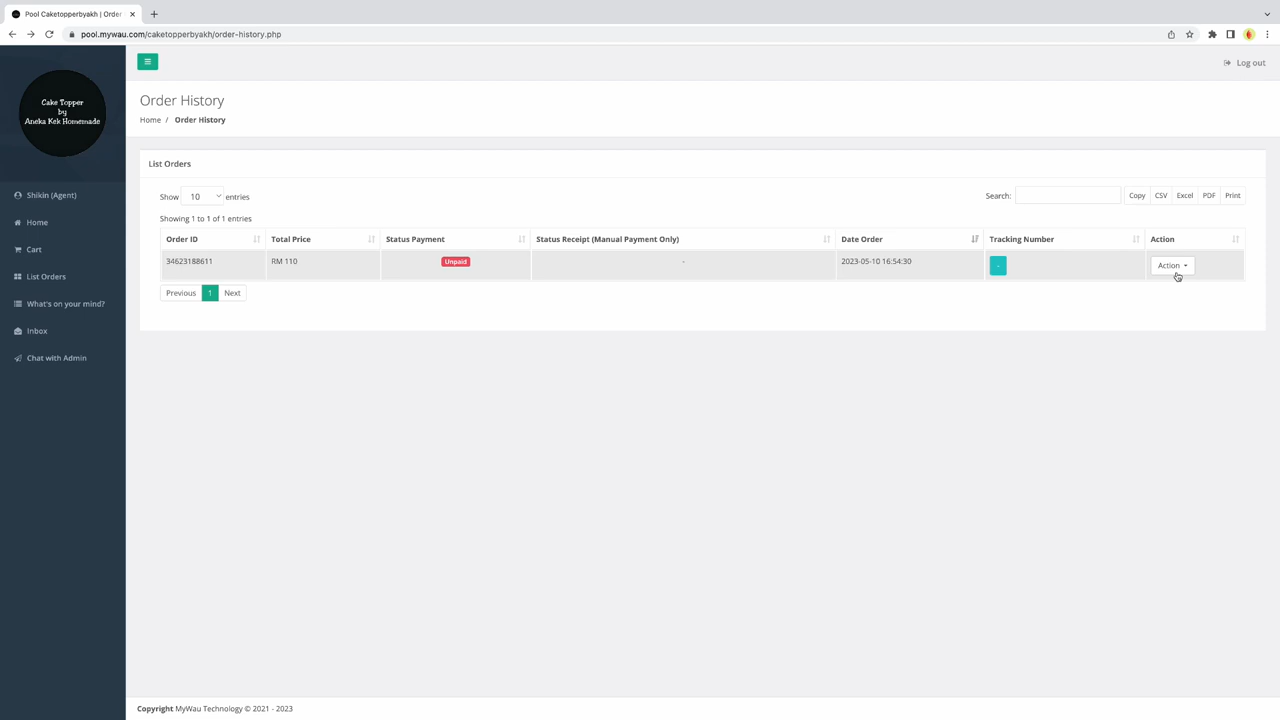 Pool Caketopperbyakh | Order
pool.mywau.com/caketopperbyakh/order-history.php
Cake Topper
by
Aneka Kek Homemade
Log out
Order History
Home / Order History
Shikin (Agent)
Home
Cart
List Orders
What's on your mind?
Inbox
Chat with Admin
List Orders
Show 10 entries
Search: Copy CSV Excel PDF Print
Showing 1 to 1 of 1 entries
Order ID Total Price Status Payment Status Receipt (Manual Payment Only) Date Order Tracking Number Action
34623188611 RM 110 Unpaid - 2023-05-10 16:54:30 - Action
Previous 1 Next
Copyright MyWau Technology © 2021 - 2023